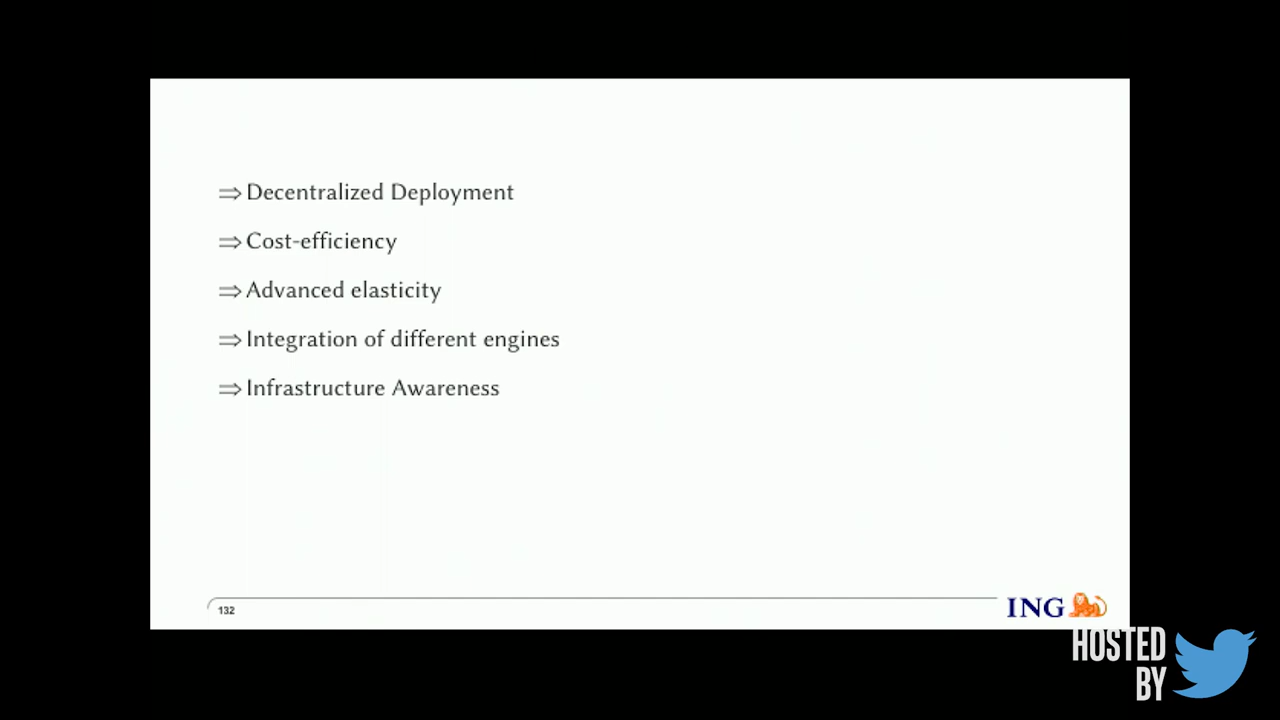 ⇒ Decentralized Deployment
⇒ Cost-efficiency
⇒ Advanced elasticity
⇒ Integration of different engines
⇒ Infrastructure Awareness
132
ING
HOSTED
BY